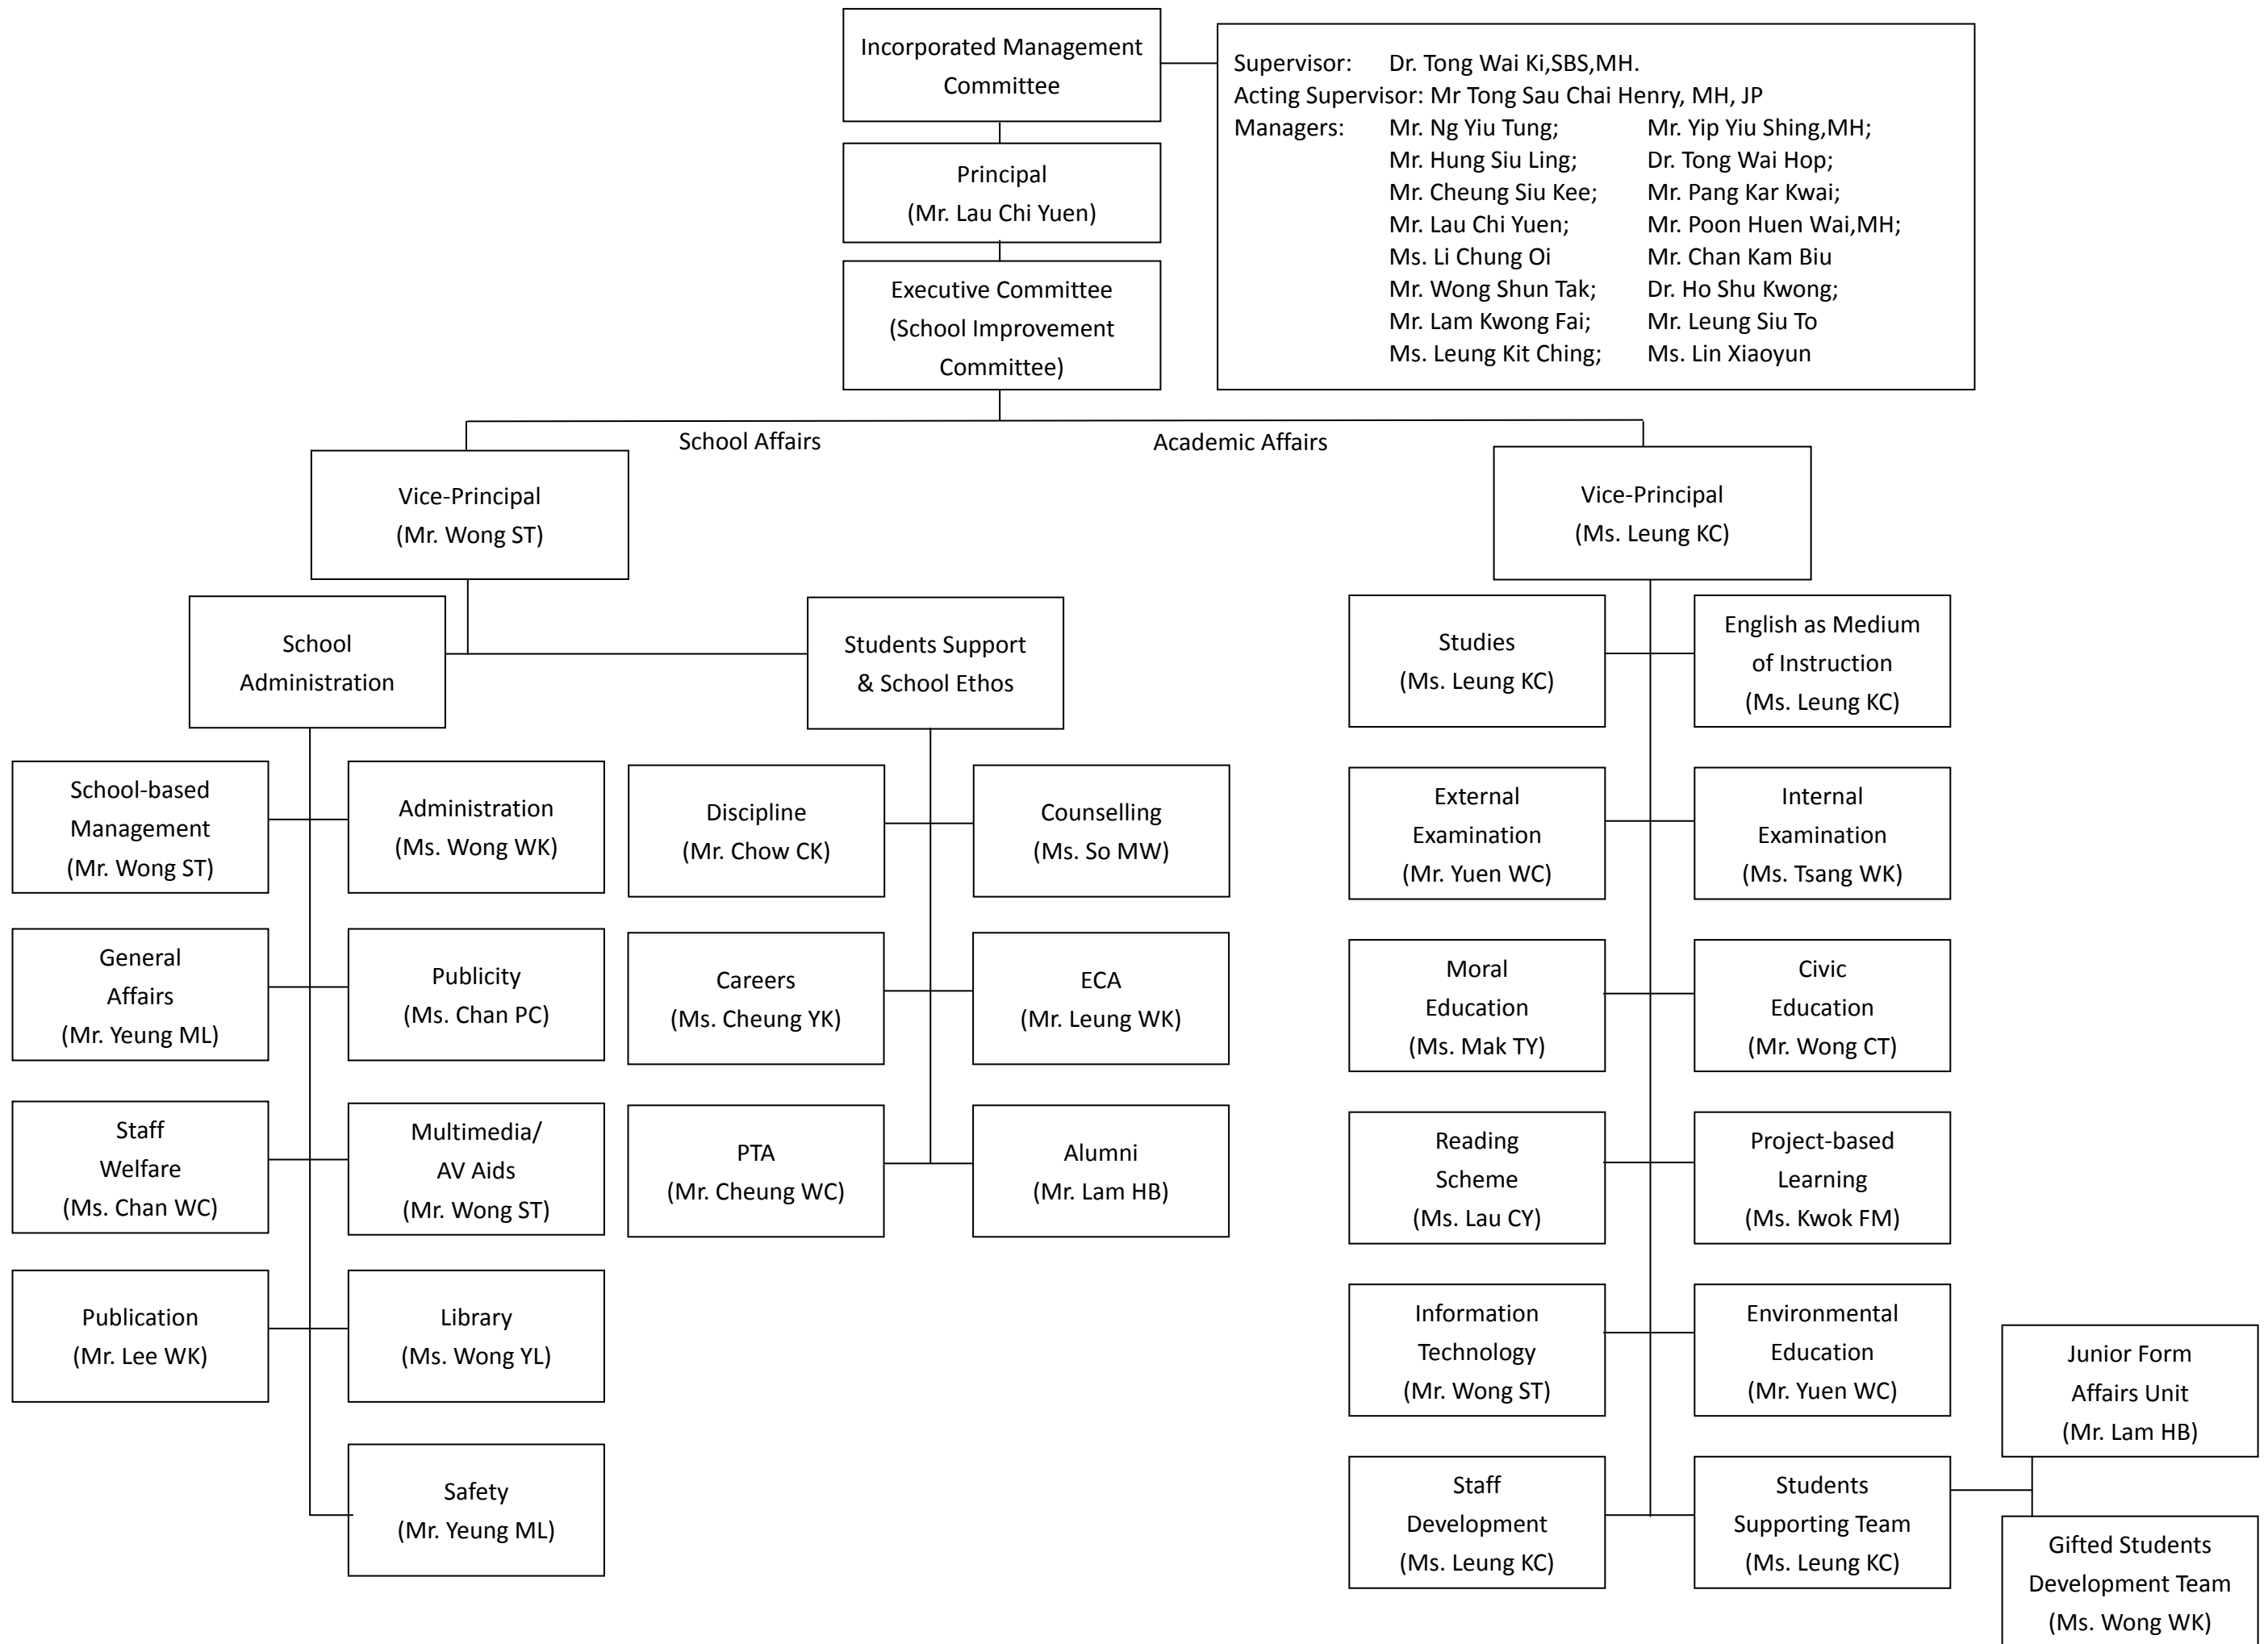 Incorporated Management
Committee
Supervisor: Dr. Tong Wai Ki,SBS,MH.
Acting Supervisor: Mr Tong Sau Chai Henry, MH, JP
Managers: Mr. Ng Yiu Tung; Mr. Yip Yiu Shing,MH;
Mr. Hung Siu Ling; Dr. Tong Wai Hop;
Mr. Cheung Siu Kee; Mr. Pang Kar Kwai;
Mr. Lau Chi Yuen; Mr. Poon Huen Wai,MH;
Ms. Li Chung Oi Mr. Chan Kam Biu
Mr. Wong Shun Tak; Dr. Ho Shu Kwong;
Mr. Lam Kwong Fai; Mr. Leung Siu To
Ms. Leung Kit Ching; Ms. Lin Xiaoyun
Principal
(Mr. Lau Chi Yuen)
Executive Committee
(School Improvement
Committee)
School Affairs
Academic Affairs
Vice-Principal
(Mr. Wong ST)
Vice-Principal
(Ms. Leung KC)
School
Administration
Students Support
& School Ethos
School-based
Management
(Mr. Wong ST)
Administration
(Ms. Wong WK)
General
Affairs
(Mr. Yeung ML)
Publicity
(Ms. Chan PC)
Staff
Welfare
(Ms. Chan WC)
Multimedia/
AV Aids
(Mr. Wong ST)
Publication
(Mr. Lee WK)
Library
(Ms. Wong YL)
Safety
(Mr. Yeung ML)
Discipline
(Mr. Chow CK)
Counselling
(Ms. So MW)
Careers
(Ms. Cheung YK)
ECA
(Mr. Leung WK)
PTA
(Mr. Cheung WC)
Alumni
(Mr. Lam HB)
Studies
(Ms. Leung KC)
English as Medium
of Instruction
(Ms. Leung KC)
External
Examination
(Mr. Yuen WC)
Internal
Examination
(Ms. Tsang WK)
Moral
Education
(Ms. Mak TY)
Civic
Education
(Mr. Wong CT)
Reading
Scheme
(Ms. Lau CY)
Project-based
Learning
(Ms. Kwok FM)
Information
Technology
(Mr. Wong ST)
Environmental
Education
(Mr. Yuen WC)
Staff
Development
(Ms. Leung KC)
Students
Supporting Team
(Ms. Leung KC)
Junior Form
Affairs Unit
(Mr. Lam HB)
Gifted Students
Development Team
(Ms. Wong WK)